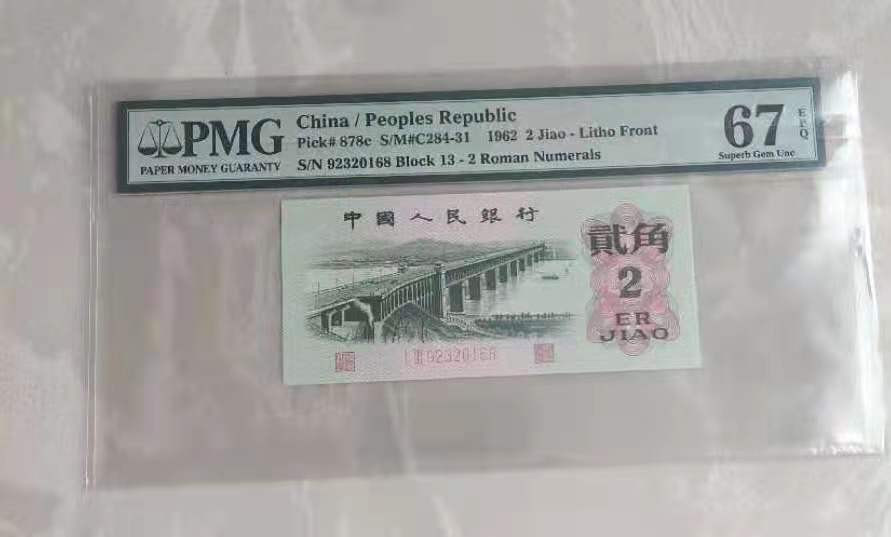 PMG
PAPER MONEY GUARANTY
China / Peoples Republic
Pick# 878c S/M#C284-31 1962 2 Jiao - Litho Front
S/N 92320168 Block 13 - 2 Roman Numerals
67
EPQ
Superb Gem Unc
中國人民銀行
貳角
2
ER
JIAO
I III 92320168